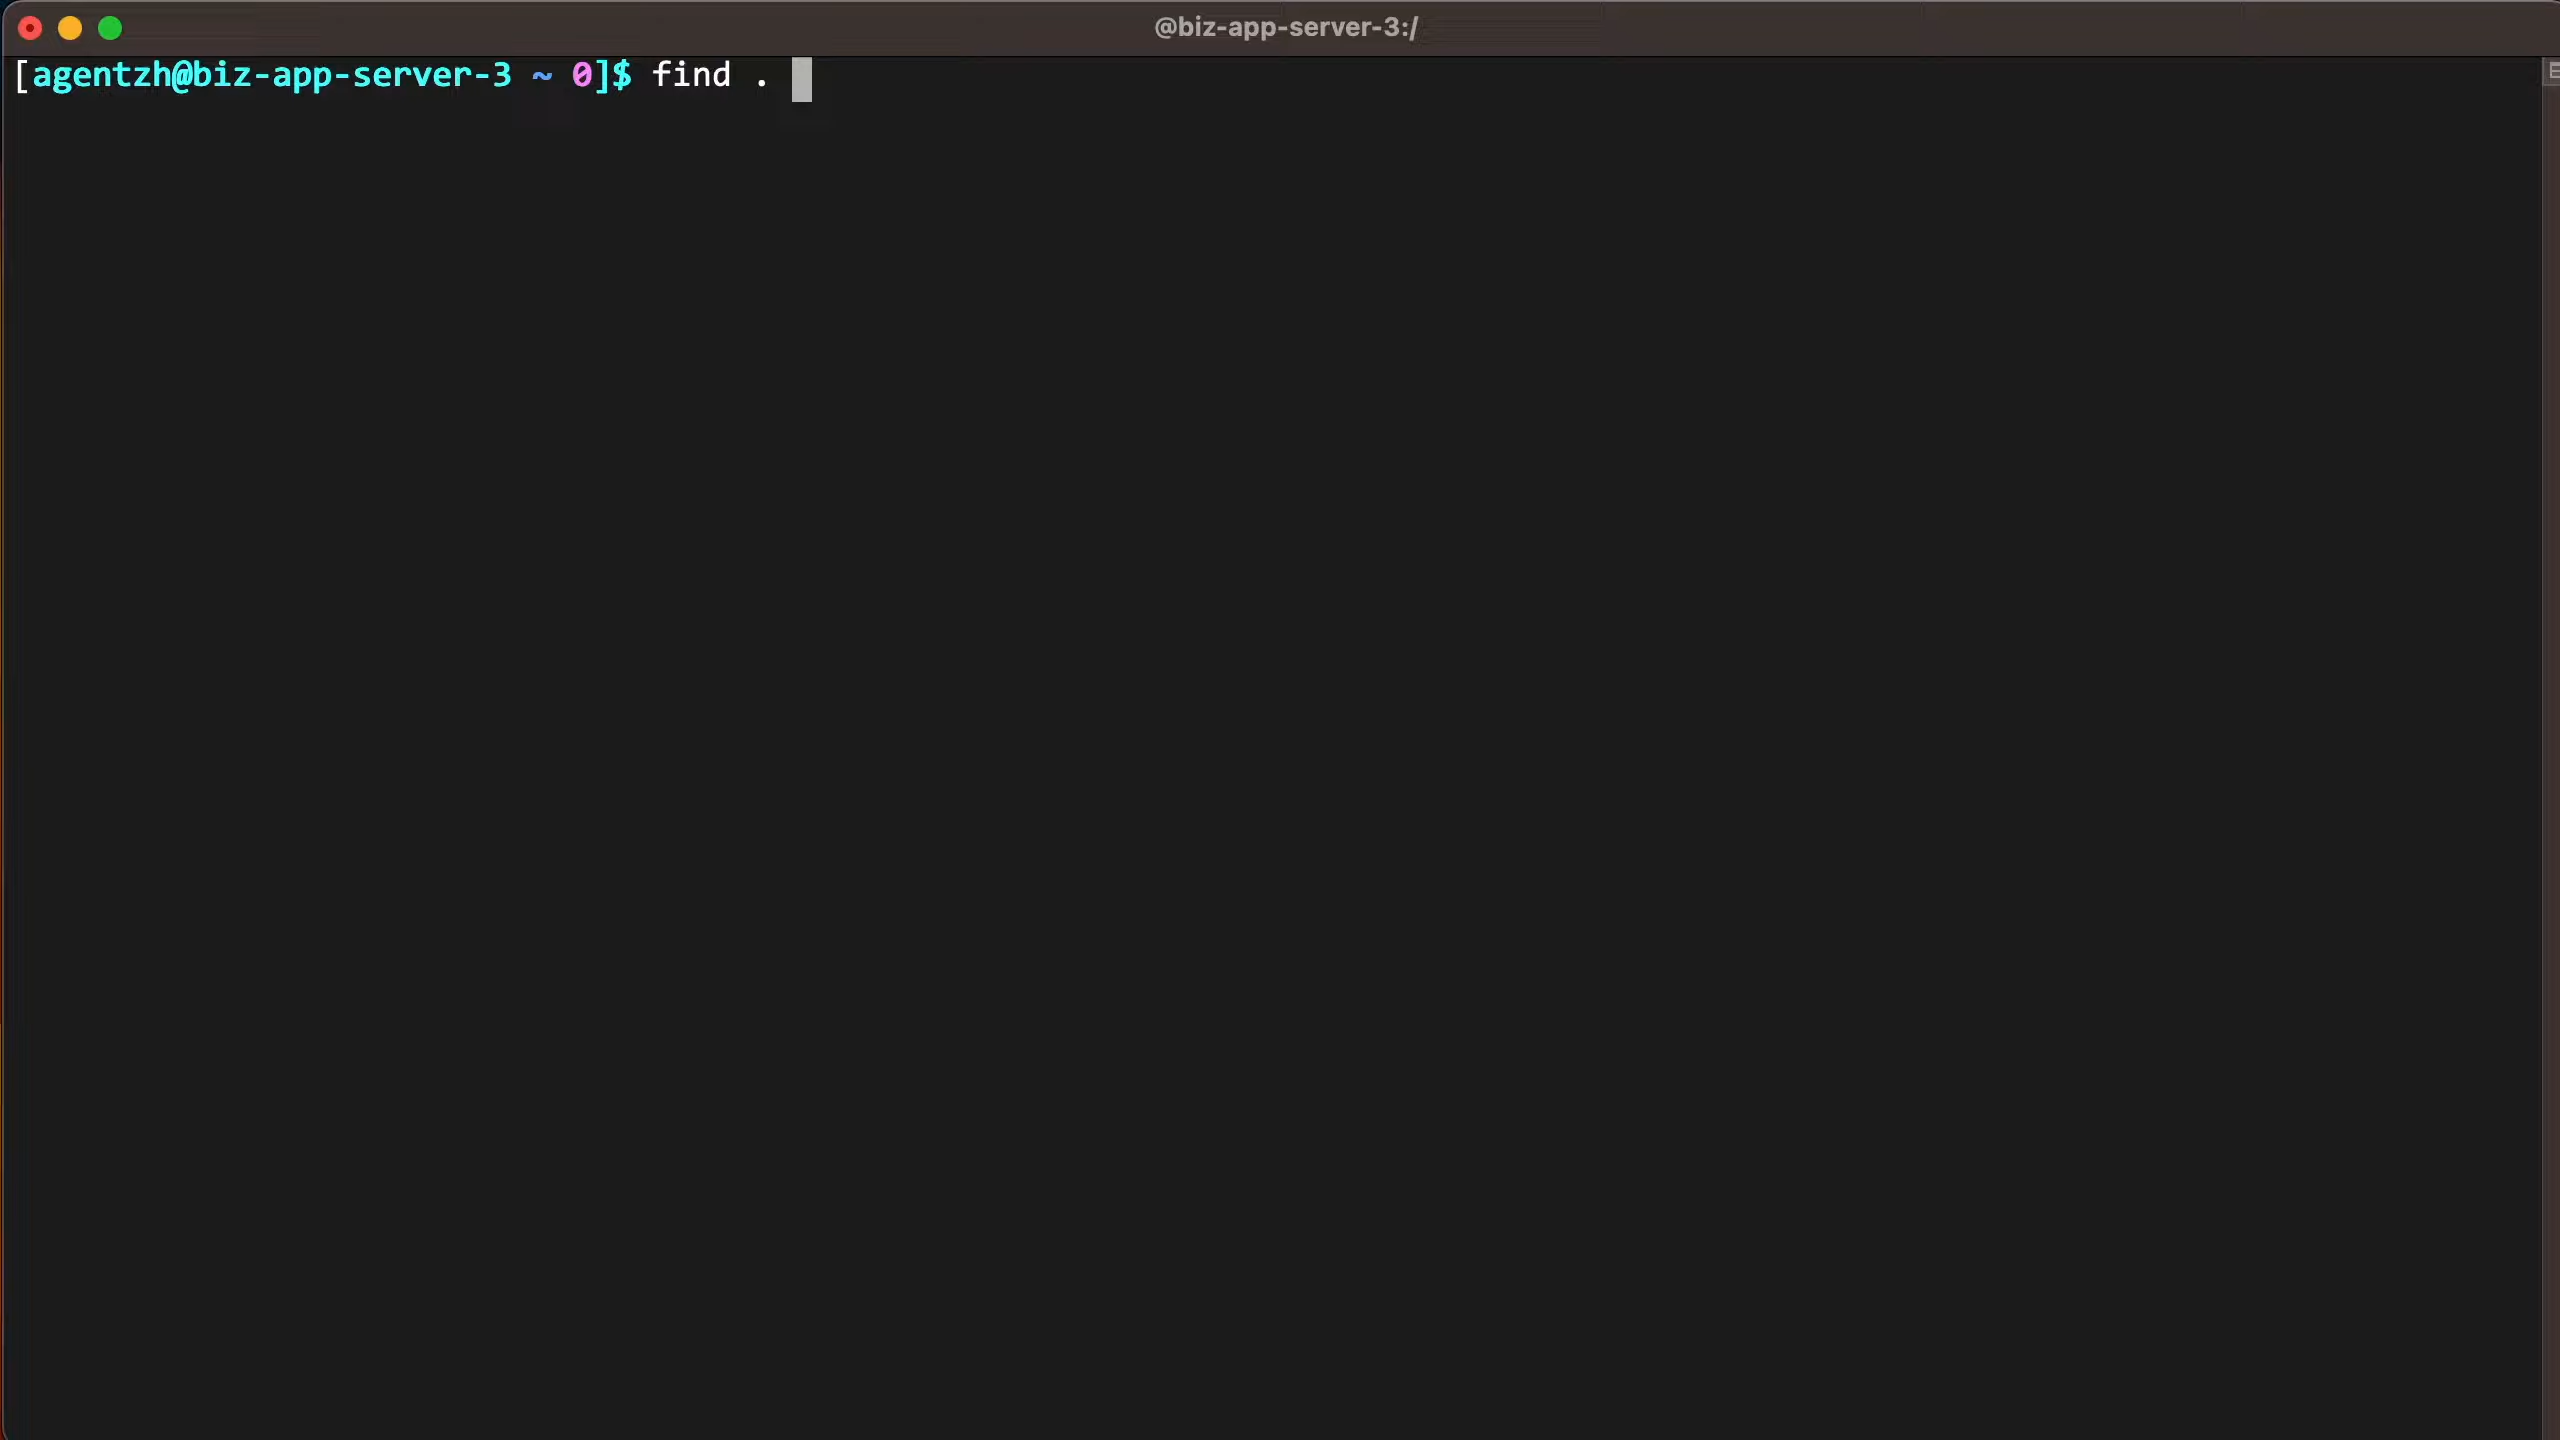 @biz-app-server-3:/
[agentzh@biz-app-server-3 ~ 0]$ find .